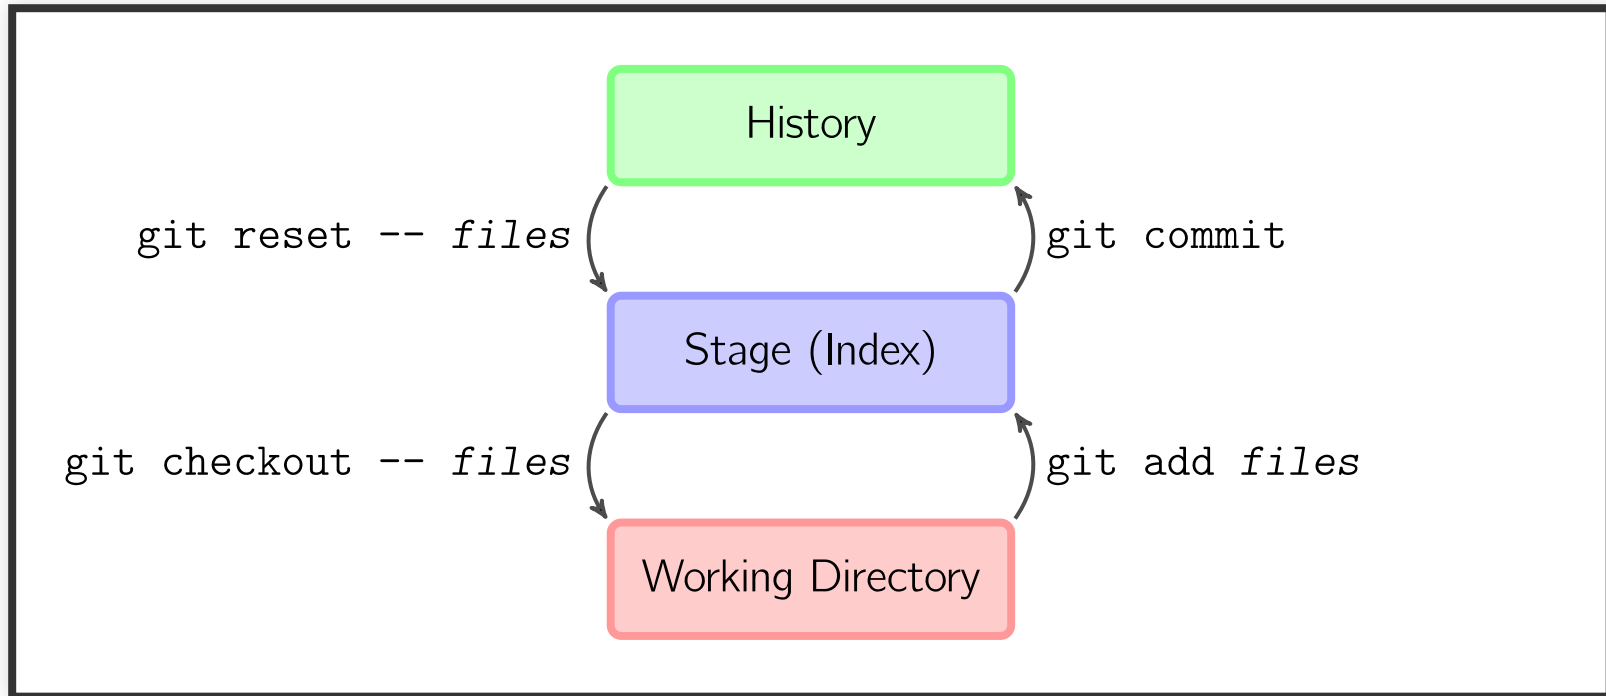 History
git reset -- files
git commit
Stage (Index)
git checkout -- files
git add files
Working Directory